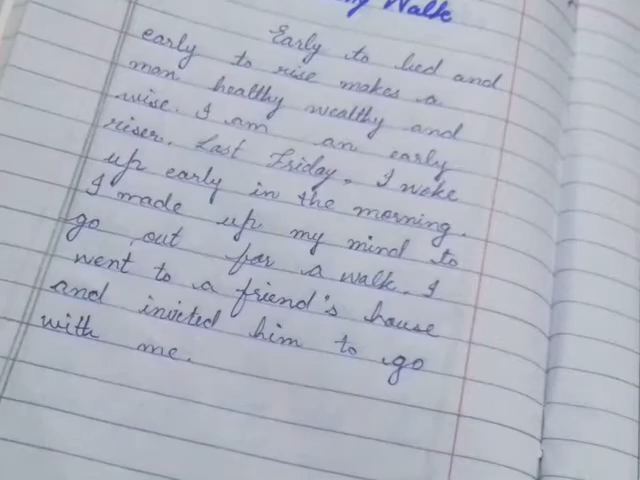 Walk
Early to bed and
early to rise makes a
man healthy wealthy and
wise. I am an early
riser. Last Friday, I woke
up early in the morning.
I made up my mind to
go out for a walk. I
went to a friend's house
and invited him to go
with me.